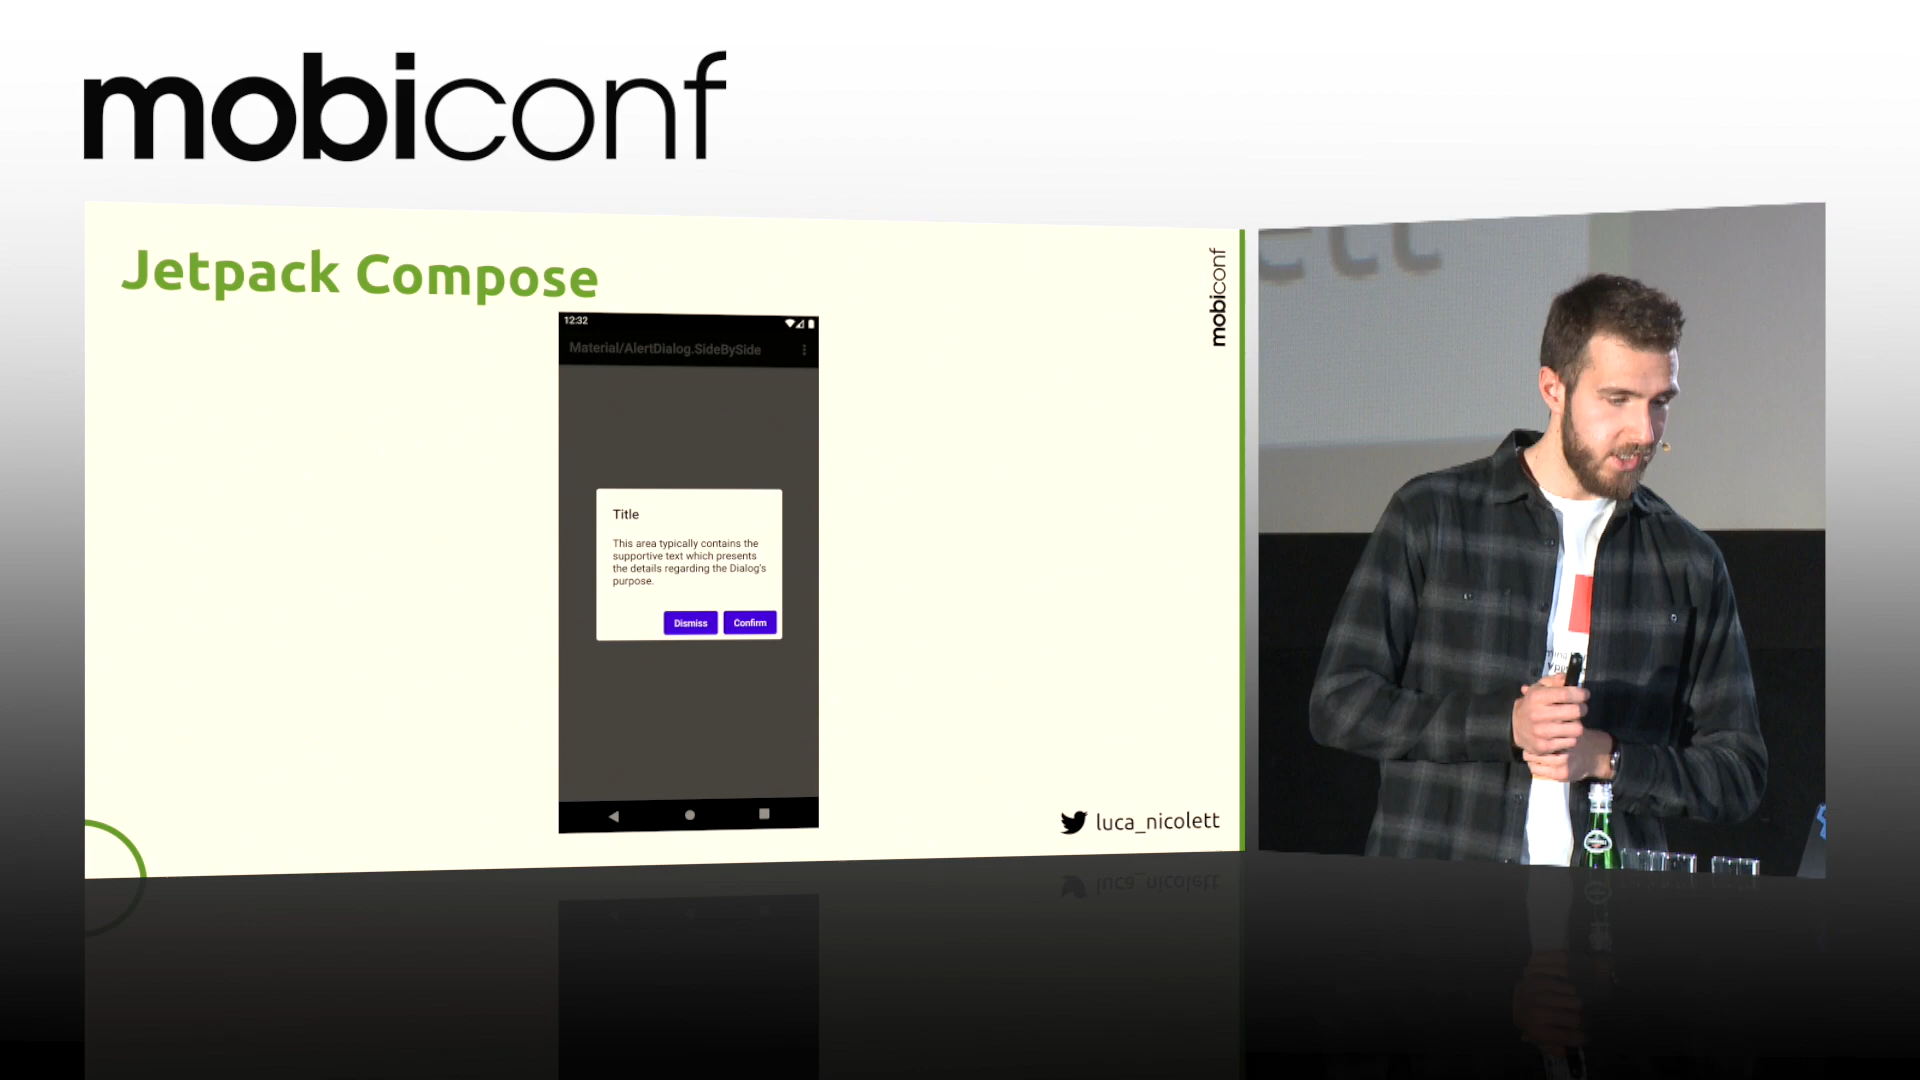 mobiconf
Jetpack Compose
mobiconf
12:32
Material/AlertDialog.SideBySide
Title
This area typically contains the
supportive text which presents
the details regarding the Dialog's
purpose.
Dismiss Confirm
luca_nicolett